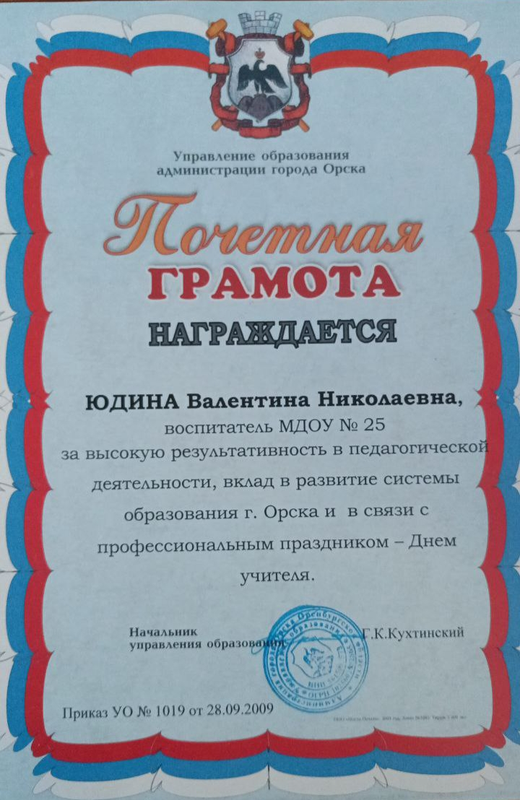 Управление образования
администрации города Орска
Почетная
ГРАМОТА
НАГРАЖДАЕТСЯ
ЮДИНА Валентина Николаевна,
воспитатель МДОУ № 25
за высокую результативность в педагогической
деятельности, вклад в развитие системы
образования г. Орска и в связи с
профессиональным праздником – Днем
учителя.
Начальник
управления образования
Г.К.Кухтинский
Приказ УО № 1019 от 28.09.2009